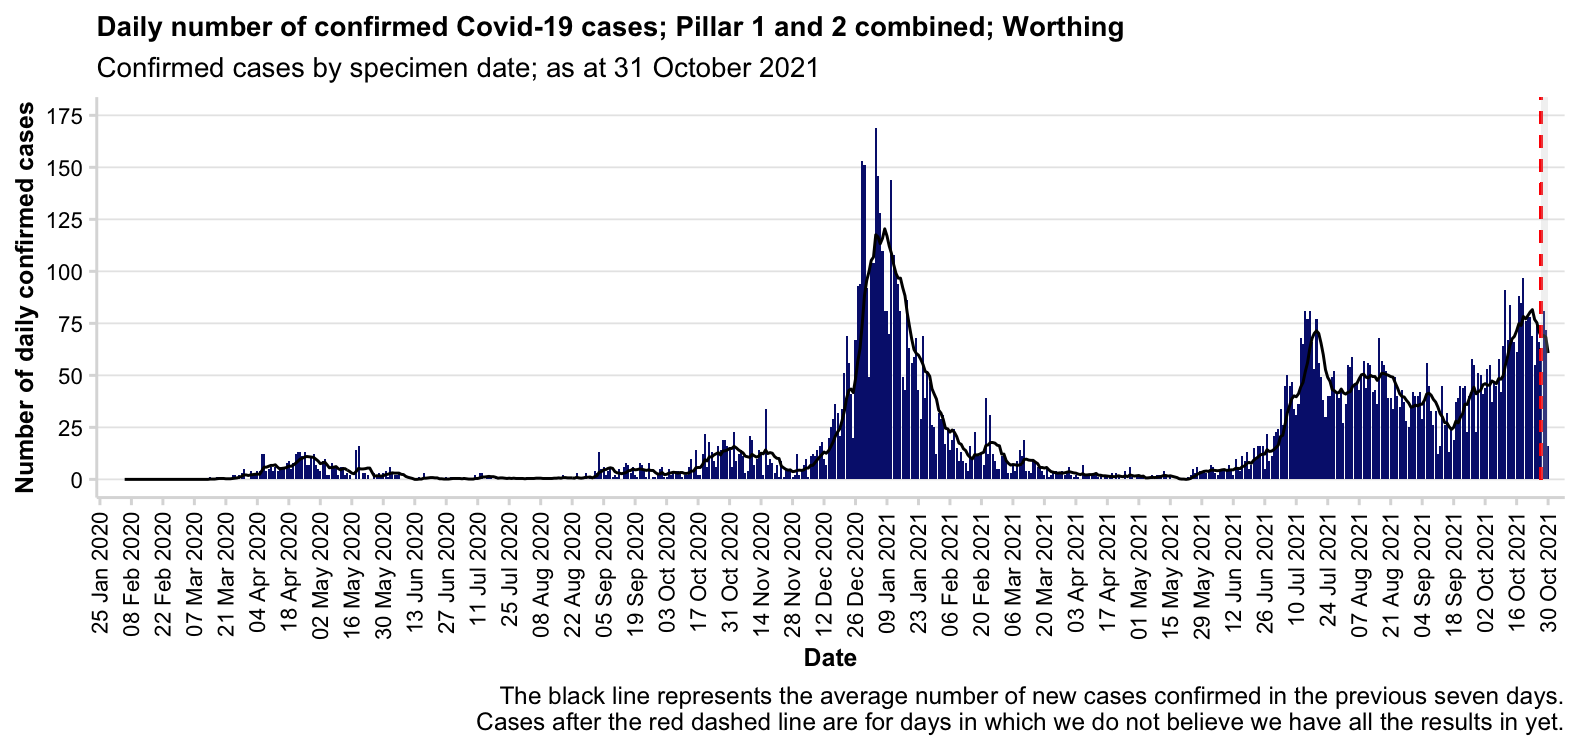 Daily number of confirmed Covid-19 cases; Pillar 1 and 2 combined; Worthing
Confirmed cases by specimen date; as at 31 October 2021
Number of daily confirmed cases
175
150
125
100
75
50
25
0
25 Jan 2020
08 Feb 2020
22 Feb 2020
07 Mar 2020
21 Mar 2020
04 Apr 2020
18 Apr 2020
02 May 2020
16 May 2020
30 May 2020
13 Jun 2020
27 Jun 2020
11 Jul 2020
25 Jul 2020
08 Aug 2020
22 Aug 2020
05 Sep 2020
19 Sep 2020
03 Oct 2020
17 Oct 2020
31 Oct 2020
14 Nov 2020
28 Nov 2020
12 Dec 2020
26 Dec 2020
09 Jan 2021
23 Jan 2021
06 Feb 2021
20 Feb 2021
06 Mar 2021
20 Mar 2021
03 Apr 2021
17 Apr 2021
01 May 2021
15 May 2021
29 May 2021
12 Jun 2021
26 Jun 2021
10 Jul 2021
24 Jul 2021
07 Aug 2021
21 Aug 2021
04 Sep 2021
18 Sep 2021
02 Oct 2021
16 Oct 2021
30 Oct 2021
Date
The black line represents the average number of new cases confirmed in the previous seven days.
Cases after the red dashed line are for days in which we do not believe we have all the results in yet.